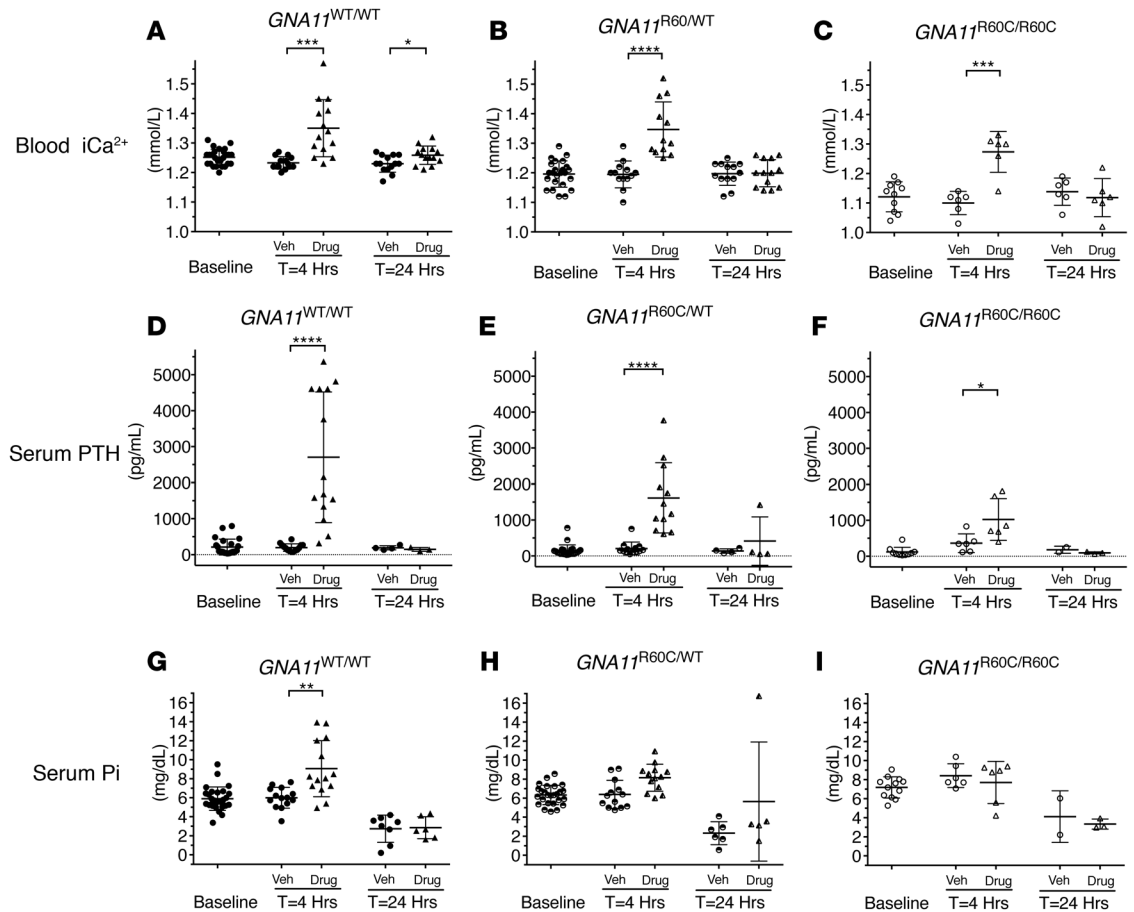 A GNA11WT/WT
B GNA11R60/WT
C GNA11R60C/R60C
*** *
****
***
Blood iCa2+
(mmol/L)
1.5
1.4
1.3
1.2
1.1
1.0
Baseline
Veh Drug
T=4 Hrs
Veh Drug
T=24 Hrs
(mmol/L)
1.5
1.4
1.3
1.2
1.1
1.0
Baseline
Veh Drug
T=4 Hrs
Veh Drug
T=24 Hrs
(mmol/L)
1.5
1.4
1.3
1.2
1.1
1.0
Baseline
Veh Drug
T=4 Hrs
Veh Drug
T=24 Hrs
D GNA11WT/WT
E GNA11R60C/WT
F GNA11R60C/R60C
****
****
*
Serum PTH
(pg/mL)
5000
4000
3000
2000
1000
0
Baseline
Veh Drug
T=4 Hrs
Veh Drug
T=24 Hrs
(pg/mL)
5000
4000
3000
2000
1000
0
Baseline
Veh Drug
T=4 Hrs
Veh Drug
T=24 Hrs
(pg/mL)
5000
4000
3000
2000
1000
0
Baseline
Veh Drug
T=4 Hrs
Veh Drug
T=24 Hrs
G GNA11WT/WT
H GNA11R60C/WT
I GNA11R60C/R60C
**
Serum Pi
(mg/dL)
16
14
12
10
8
6
4
2
0
Baseline
Veh Drug
T=4 Hrs
Veh Drug
T=24 Hrs
(mg/dL)
16
14
12
10
8
6
4
2
0
Baseline
Veh Drug
T=4 Hrs
Veh Drug
T=24 Hrs
(mg/dL)
16
14
12
10
8
6
4
2
0
Baseline
Veh Drug
T=4 Hrs
Veh Drug
T=24 Hrs